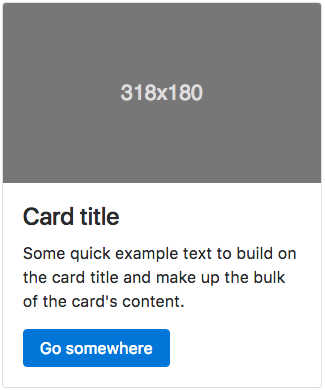 318x180
Card title
Some quick example text to build on
the card title and make up the bulk
of the card's content.
Go somewhere